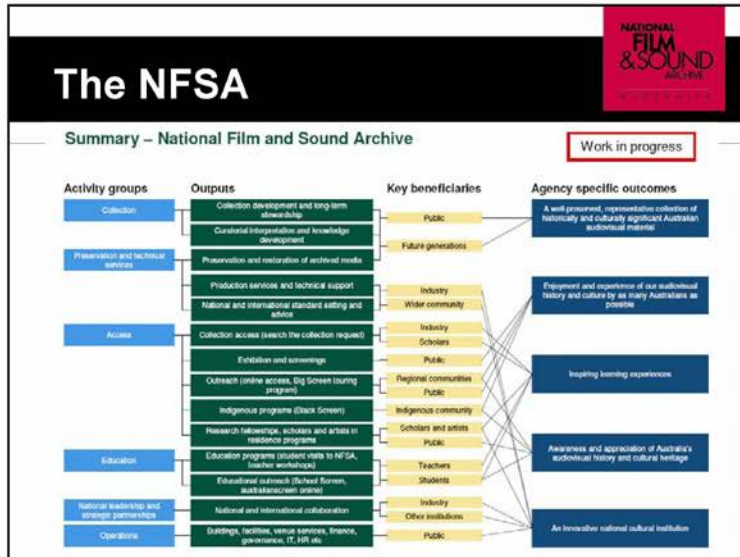 NATIONAL
FILM
& SOUND
ARCHIVE
AUSTRALIA
The NFSA
Summary – National Film and Sound Archive
Work in progress
Activity groups
Outputs
Key beneficiaries
Agency specific outcomes
Collection
Preservation and technical
services
Access
Education
National leadership and
strategic partnerships
Operations
Collection development and long-term
stewardship
Curatorial interpretation and knowledge
development
Preservation and restoration of archived media
Production services and technical support
National and international standard setting and
advice
Collection access (search the collection request)
Exhibition and screenings
Outreach (online access, Big Screen touring
program)
Indigenous programs (Black Screen)
Research fellowships, scholars and artists in
residence programs
Education programs (student visits to NFSA,
teacher workshops)
Educational outreach (School Screen,
australianscreen online)
National and international collaboration
Buildings, facilities, venue services, finance,
governance, IT, HR etc
Public
Future generations
Industry
Wider community
Industry
Scholars
Public
Regional communities
Public
Indigenous community
Scholars and artists
Public
Teachers
Students
Industry
Other institutions
Public
A well-preserved, representative collection of
historically and culturally significant Australian
audiovisual material
Enjoyment and experience of our audiovisual
history and culture by as many Australians as
possible
Inspiring learning experiences
Awareness and appreciation of Australia's
audiovisual history and cultural heritage
An innovative national cultural institution